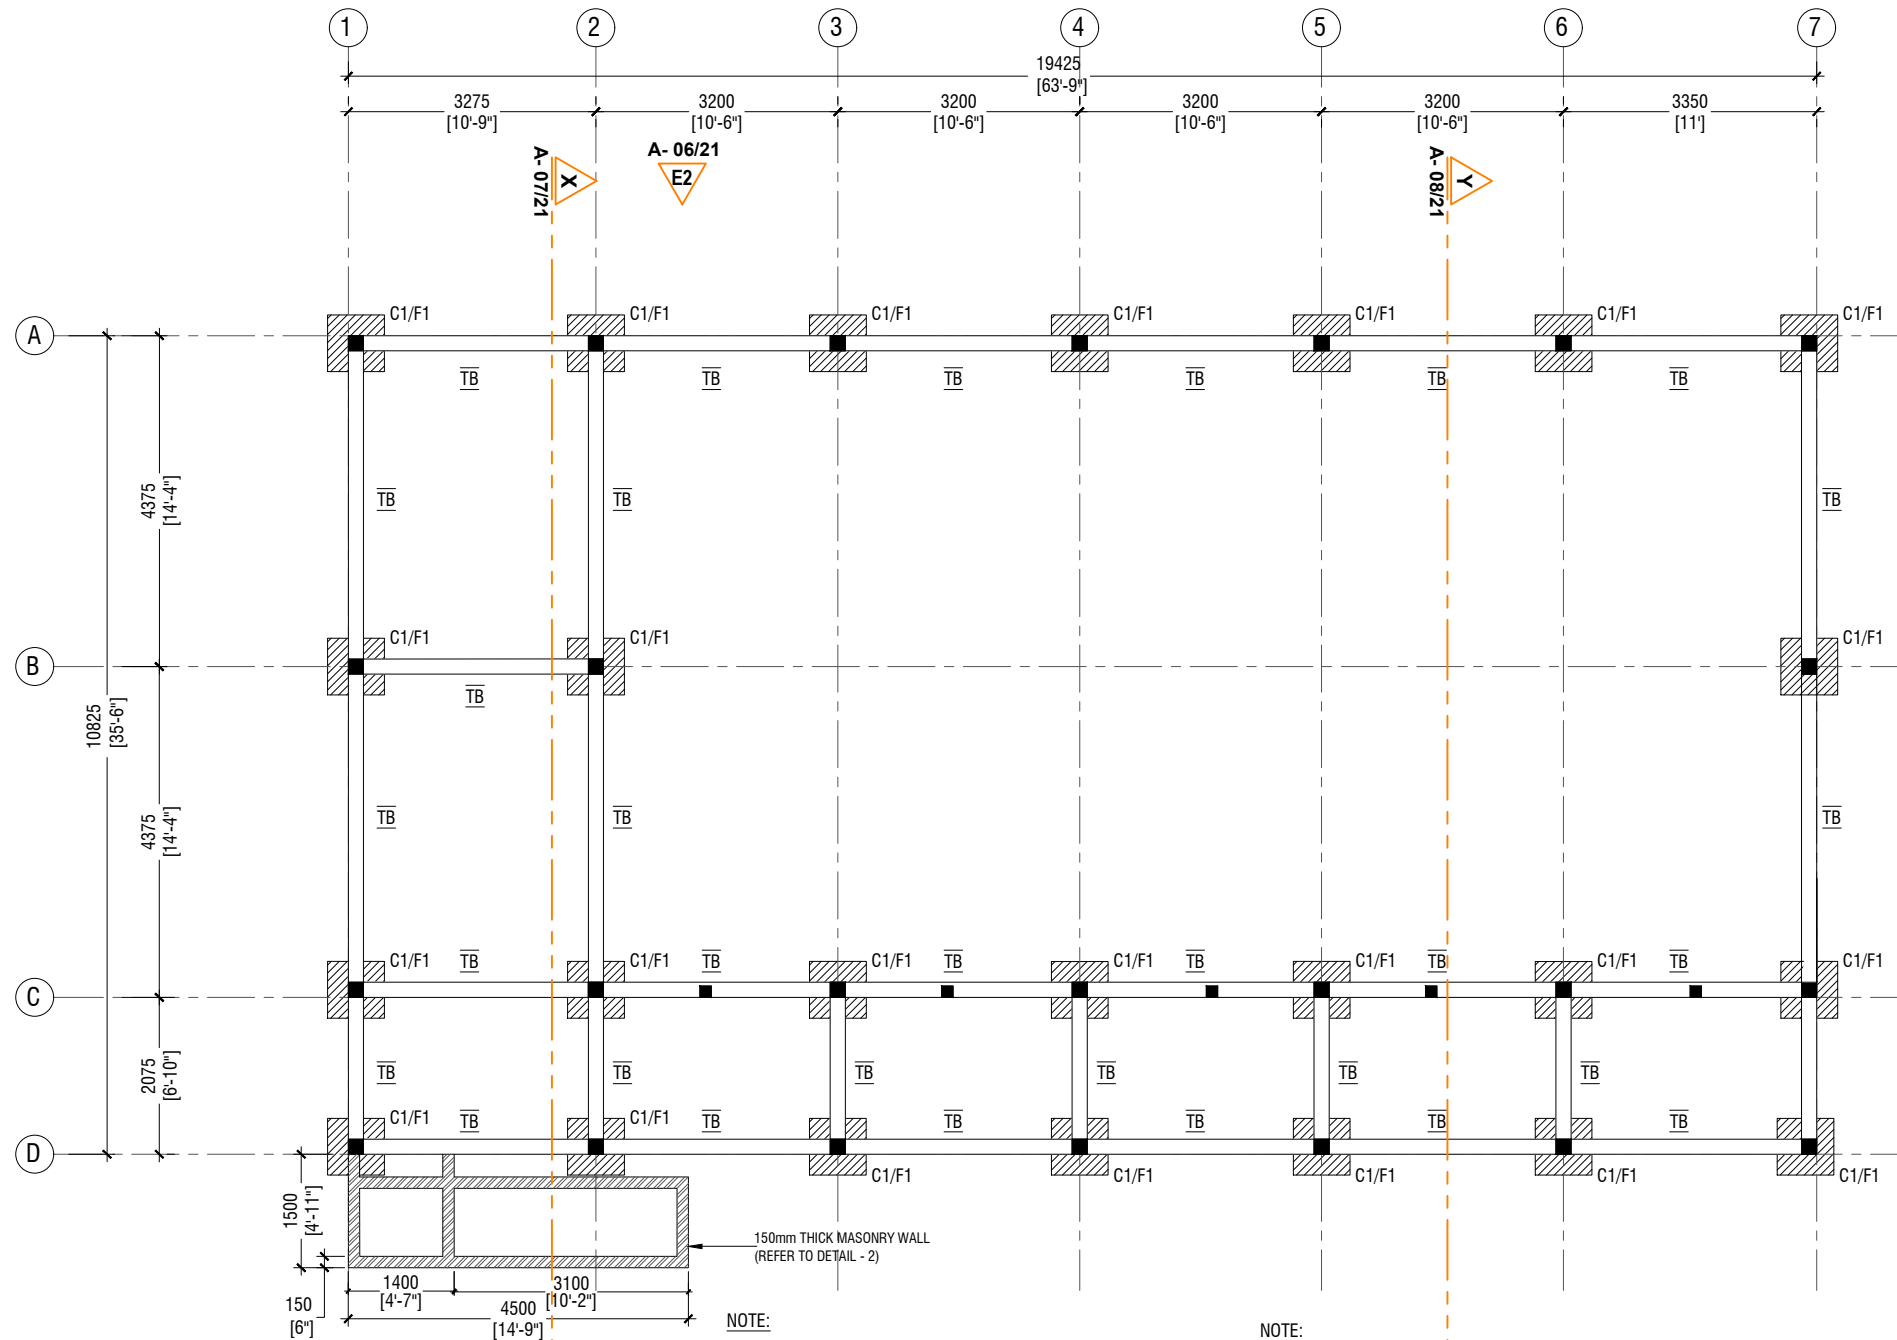 1 2 3 4 5 6 7
19425
[63'-9"]
3275 3200 3200 3200 3200 3350
[10'-9"] [10'-6"] [10'-6"] [10'-6"] [10'-6"] [11']
A- 07/21
X
A- 06/21
E2
A- 08/21
Y
C1/F1 C1/F1 C1/F1 C1/F1 C1/F1 C1/F1 C1/F1
A
TB TB TB TB TB TB
4375
[14'-4"]
TB TB TB
C1/F1 C1/F1 C1/F1
B
TB
10825
[35'-6"]
4375
[14'-4"]
TB TB TB
C1/F1 TB C1/F1 TB C1/F1 TB C1/F1 TB C1/F1 TB C1/F1 TB C1/F1
C
2075
[6'-10"]
TB TB TB TB TB TB
C1/F1 TB C1/F1 TB TB TB TB TB
D
C1/F1 C1/F1 C1/F1 C1/F1 C1/F1
1500
[4'-11"]
150mm THICK MASONRY WALL
(REFER TO DETAIL - 2)
1400 3100
[4'-7"] [10'-2"]
150
[6"]
4500
[14'-9"]
NOTE: NOTE: